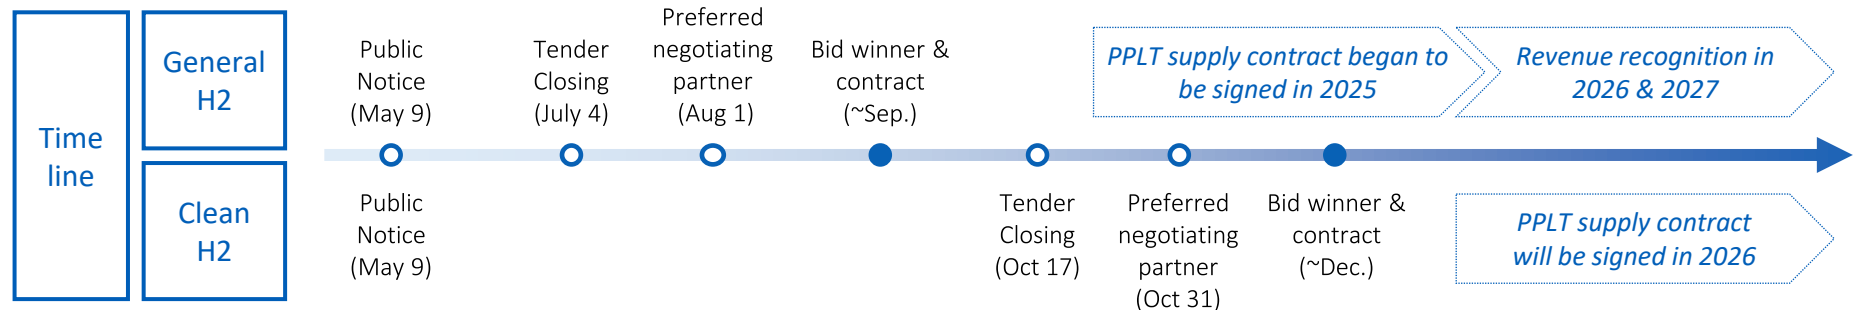 Time
line
General
H2
Public
Notice
(May 9)
Tender
Closing
(July 4)
Preferred
negotiating
partner
(Aug 1)
Bid winner &
contract
(~Sep.)
PPLT supply contract began to
be signed in 2025
Revenue recognition in
2026 & 2027
Clean
H2
Public
Notice
(May 9)
Tender
Closing
(Oct 17)
Preferred
negotiating
partner
(Oct 31)
Bid winner &
contract
(~Dec.)
PPLT supply contract
will be signed in 2026